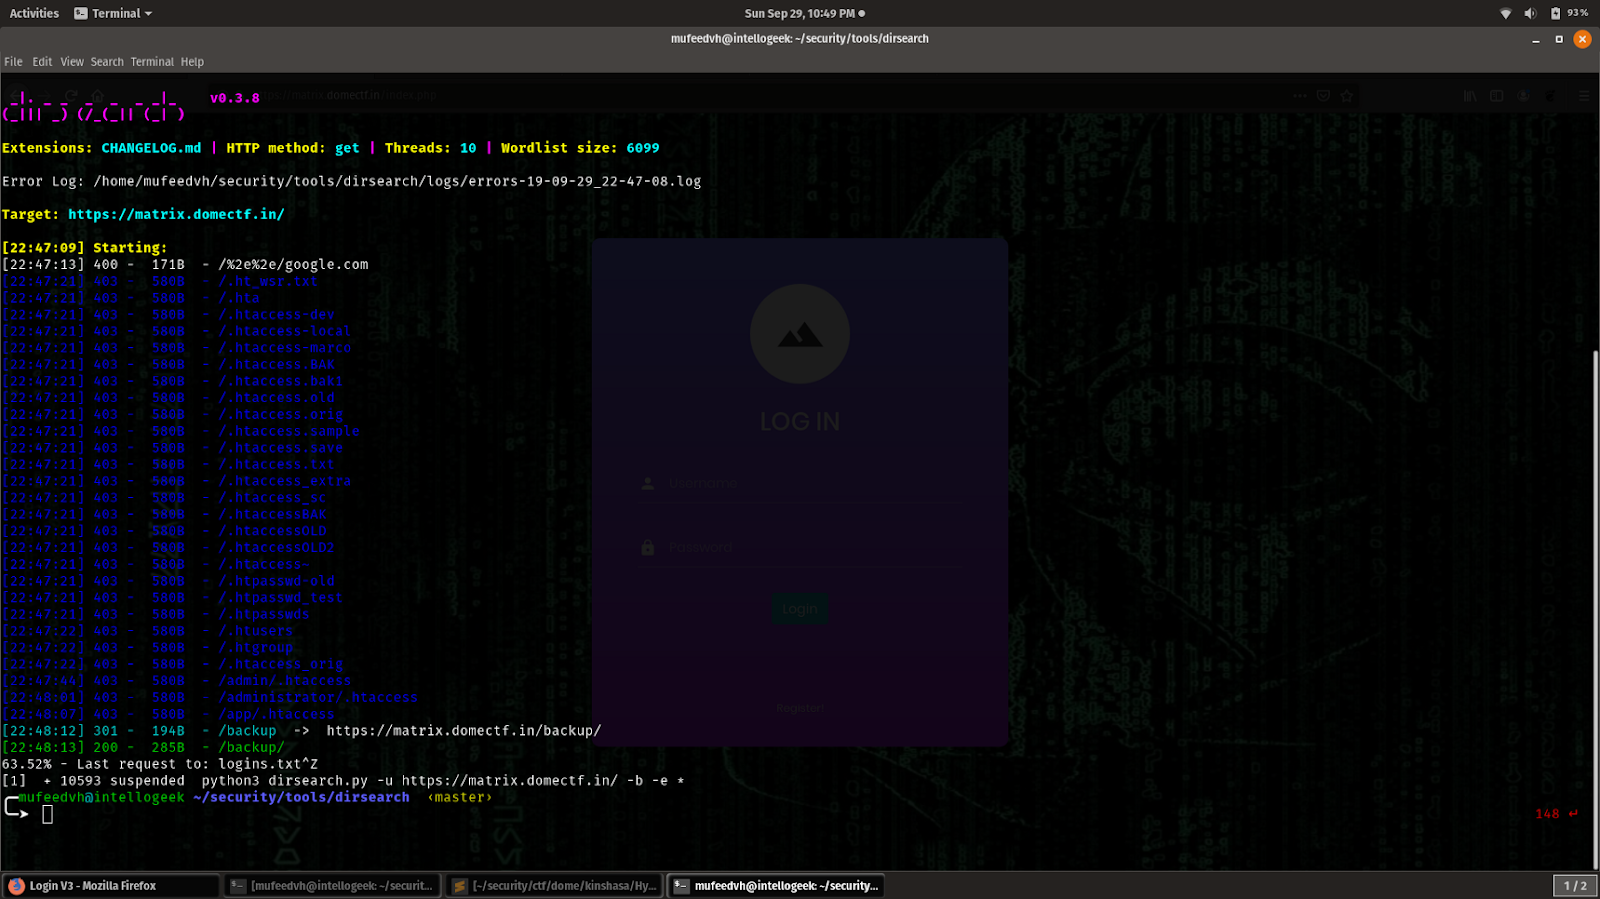 Activities Terminal Sun Sep 29, 10:49 PM 93%
mufeedvh@intellogeek: ~/security/tools/dirsearch
File Edit View Search Terminal Help
_|. _ _  _  _  _ _|_    v0.3.8
(_||| _) (/_(_|| (_| )
Extensions: CHANGELOG.md | HTTP method: get | Threads: 10 | Wordlist size: 6099
Error Log: /home/mufeedvh/security/tools/dirsearch/logs/errors-19-09-29_22-47-08.log
Target: https://matrix.domectf.in/
[22:47:09] Starting:
[22:47:13] 400 -  171B  - /%2e%2e/google.com
[22:47:21] 403 -  580B  - /.ht_wsr.txt
[22:47:21] 403 -  580B  - /.hta
[22:47:21] 403 -  580B  - /.htaccess-dev
[22:47:21] 403 -  580B  - /.htaccess-local
[22:47:21] 403 -  580B  - /.htaccess-marco
[22:47:21] 403 -  580B  - /.htaccess.BAK
[22:47:21] 403 -  580B  - /.htaccess.bak1
[22:47:21] 403 -  580B  - /.htaccess.old
[22:47:21] 403 -  580B  - /.htaccess.orig
[22:47:21] 403 -  580B  - /.htaccess.sample
[22:47:21] 403 -  580B  - /.htaccess.save
[22:47:21] 403 -  580B  - /.htaccess.txt
[22:47:21] 403 -  580B  - /.htaccess_extra
[22:47:21] 403 -  580B  - /.htaccess_sc
[22:47:21] 403 -  580B  - /.htaccessBAK
[22:47:21] 403 -  580B  - /.htaccessOLD
[22:47:21] 403 -  580B  - /.htaccessOLD2
[22:47:21] 403 -  580B  - /.htaccess~
[22:47:21] 403 -  580B  - /.htpasswd-old
[22:47:21] 403 -  580B  - /.htpasswd_test
[22:47:21] 403 -  580B  - /.htpasswds
[22:47:22] 403 -  580B  - /.htusers
[22:47:22] 403 -  580B  - /.htgroup
[22:47:22] 403 -  580B  - /.htaccess_orig
[22:47:44] 403 -  580B  - /admin/.htaccess
[22:48:01] 403 -  580B  - /administrator/.htaccess
[22:48:07] 403 -  580B  - /app/.htaccess
[22:48:12] 301 -  194B  - /backup  ->  https://matrix.domectf.in/backup/
[22:48:13] 200 -  285B  - /backup/
63.52% - Last request to: logins.txt^Z
[1]  + 10593 suspended  python3 dirsearch.py -u https://matrix.domectf.in/ -b -e *
mufeedvh@intellogeek ~/security/tools/dirsearch ‹master›
148 ↵
LOG IN
Username
Password
Login
Register!
Login V3 - Mozilla Firefox [mufeedvh@intellogeek: ~/securit... [~/security/ctf/dome/kinshasa/Hy... mufeedvh@intellogeek: ~/security... 1 / 2